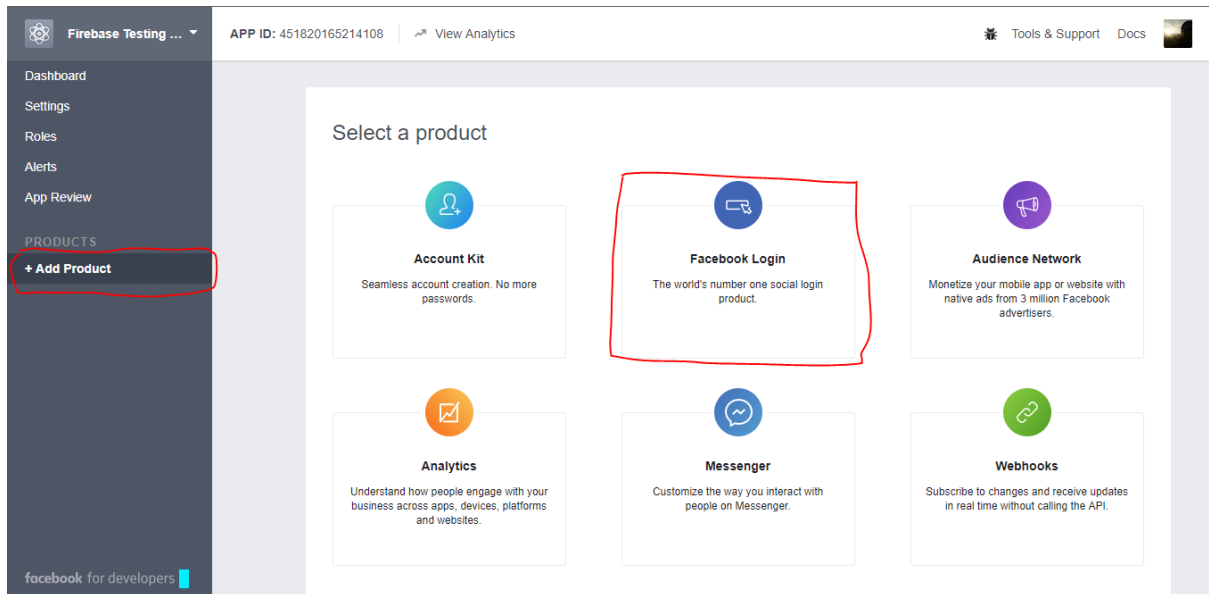 Firebase Testing ...
APP ID: 451820165214108
View Analytics
Tools & Support
Docs
Dashboard
Settings
Roles
Alerts
App Review
PRODUCTS
+ Add Product
Select a product
Account Kit
Seamless account creation. No more
passwords.
Facebook Login
The world's number one social login
product.
Audience Network
Monetize your mobile app or website with
native ads from 3 million Facebook
advertisers.
Analytics
Understand how people engage with your
business across apps, devices, platforms
and websites.
Messenger
Customize the way you interact with
people on Messenger.
Webhooks
Subscribe to changes and receive updates
in real time without calling the API.
facebook for developers